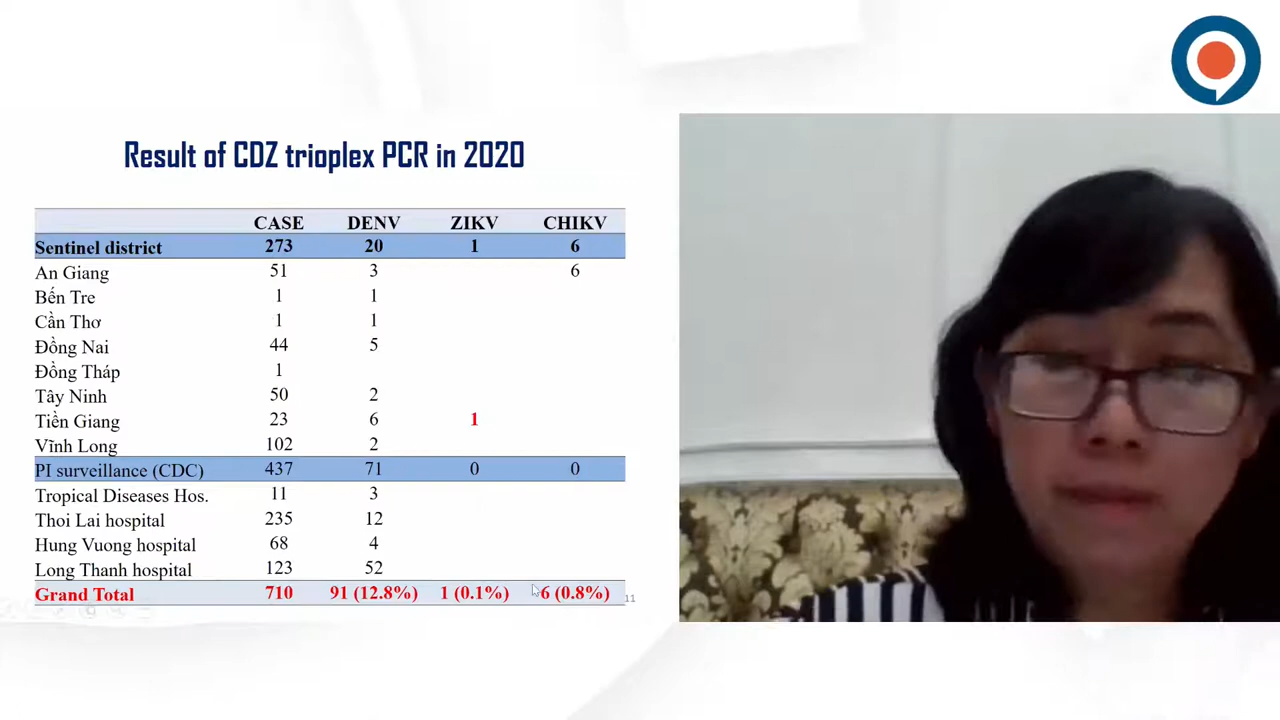 Result of CDZ trioplex PCR in 2020
CASE DENV ZIKV CHIKV
Sentinel district 273 20 1 6
An Giang 51 3 6
Bến Tre 1 1
Cần Thơ 1 1
Đồng Nai 44 5
Đồng Tháp 1
Tây Ninh 50 2
Tiền Giang 23 6 1
Vĩnh Long 102 2
PI surveillance (CDC) 437 71 0 0
Tropical Diseases Hos. 11 3
Thoi Lai hospital 235 12
Hung Vuong hospital 68 4
Long Thanh hospital 123 52
Grand Total 710 91 (12.8%) 1 (0.1%) 6 (0.8%)
11